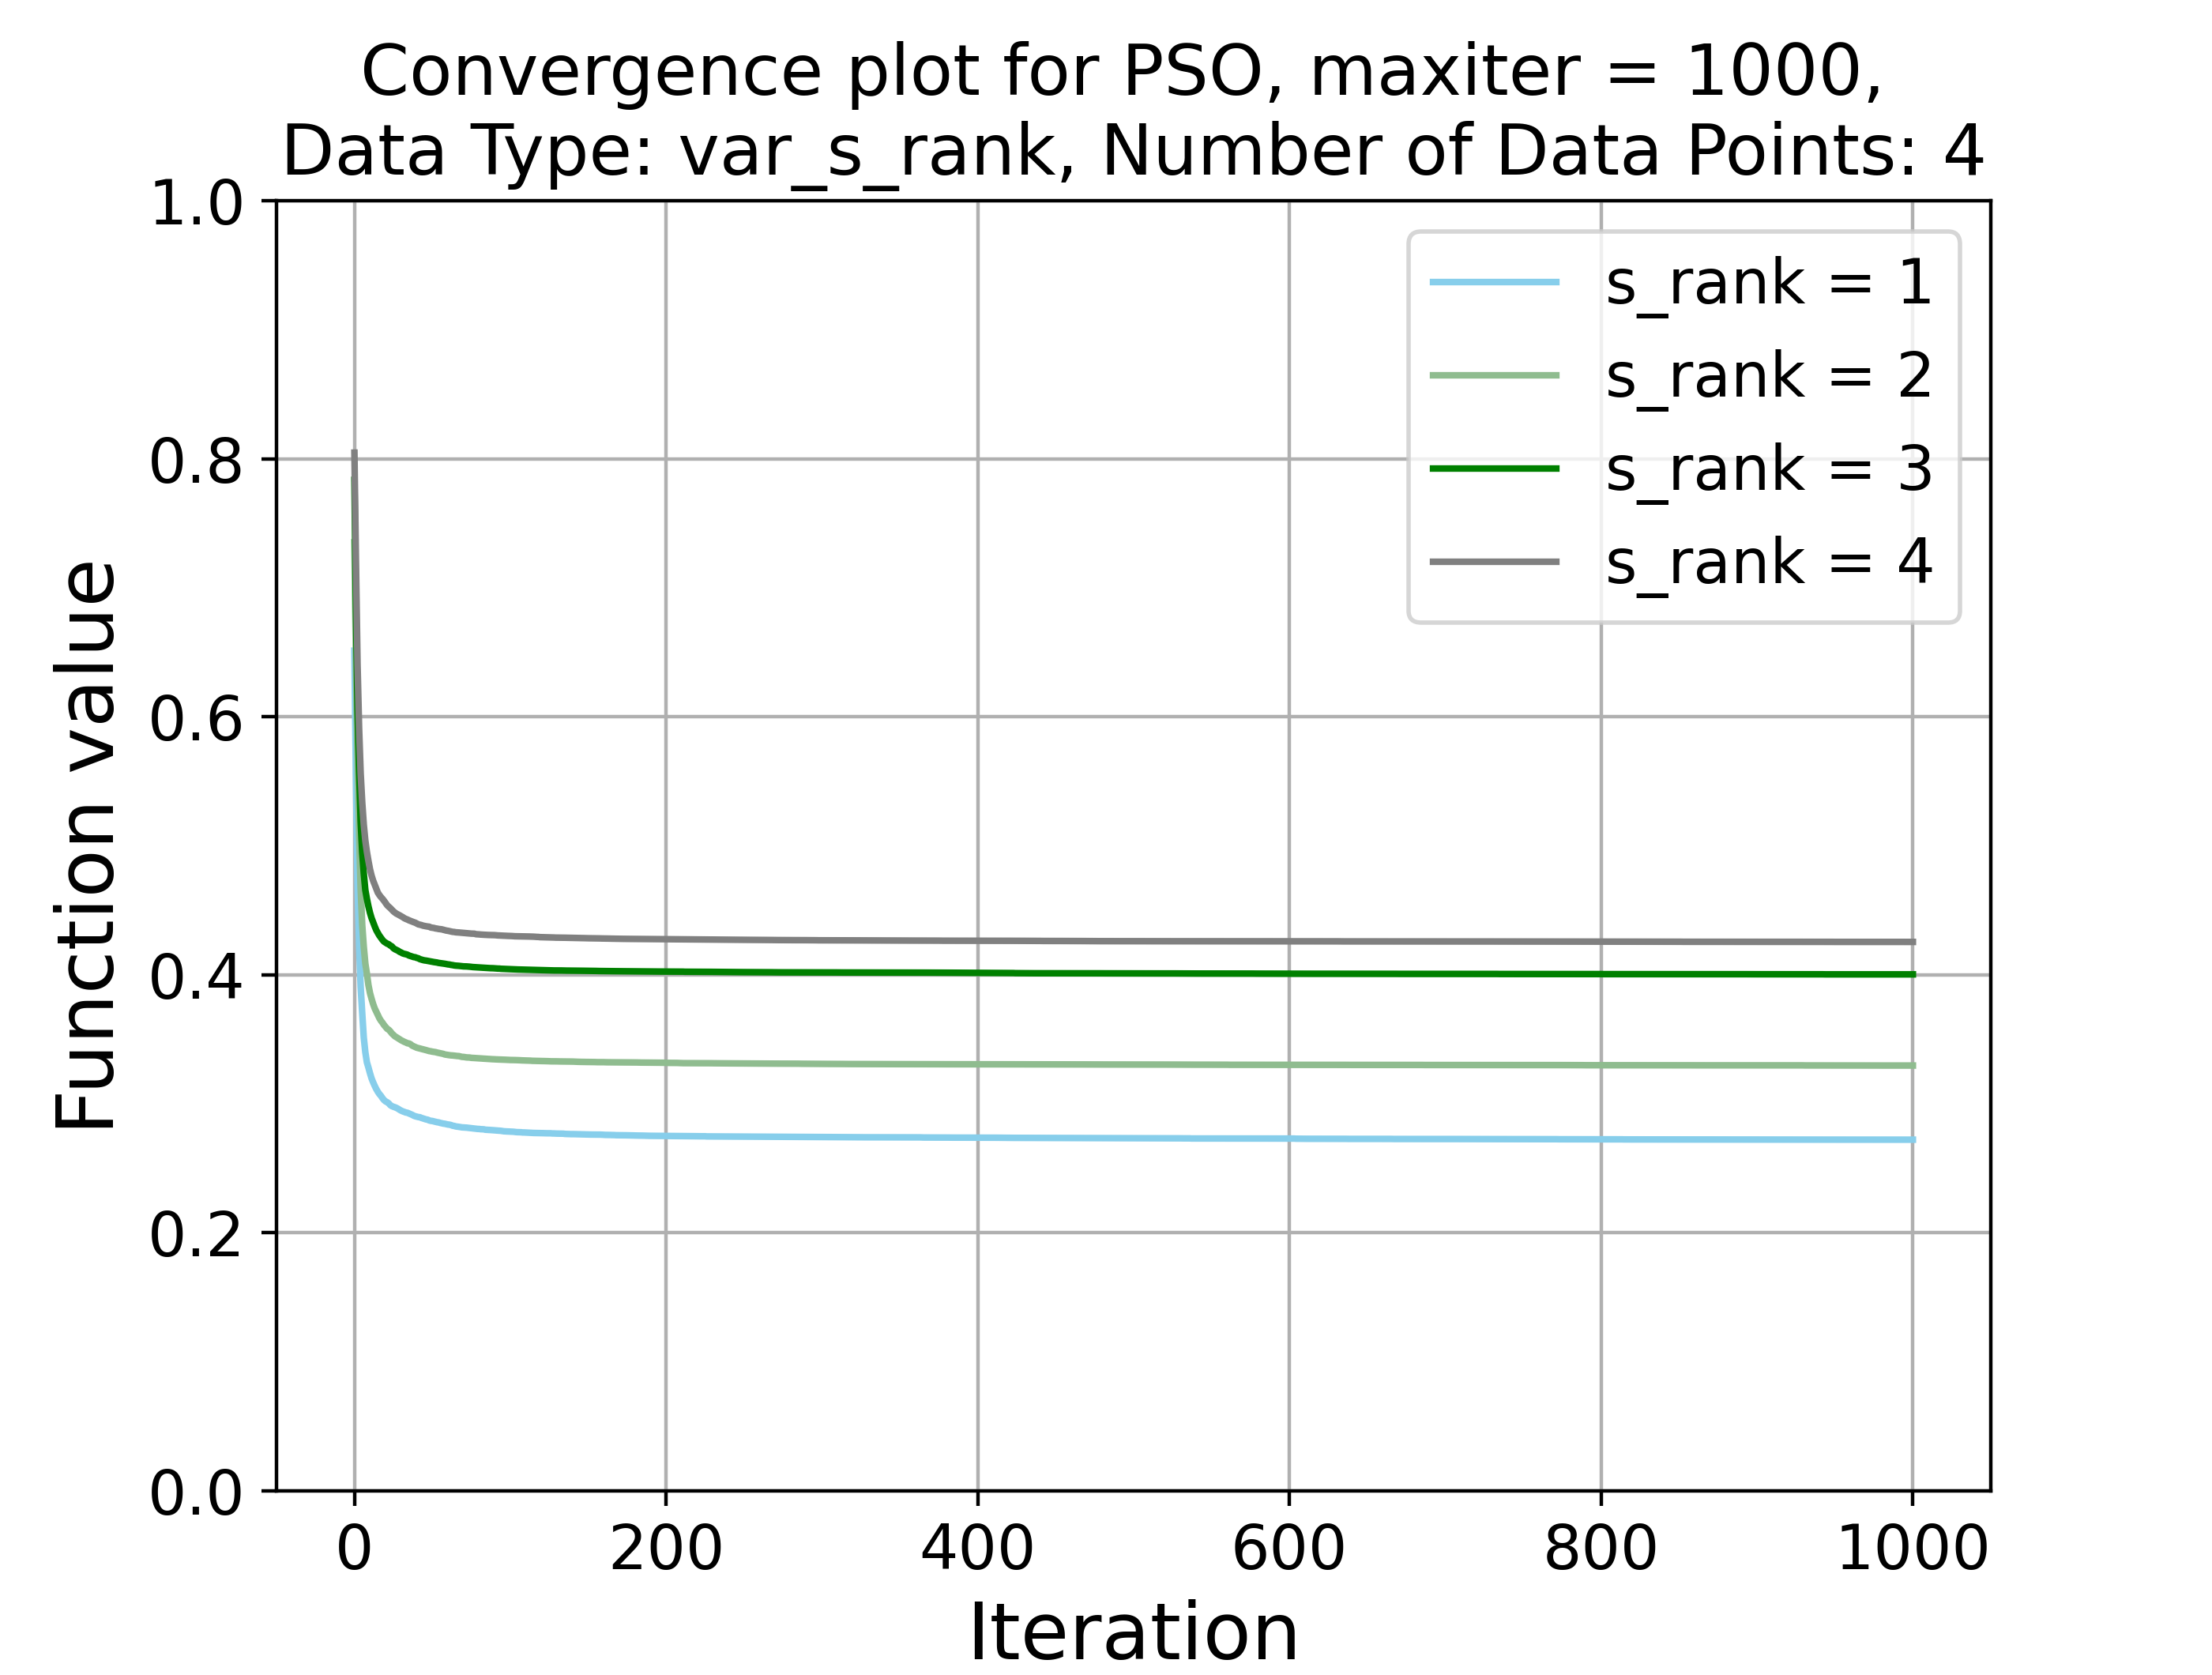 Convergence plot for PSO, maxiter = 1000,
Data Type: var_s_rank, Number of Data Points: 4
1.0
0.8
0.6
0.4
0.2
0.0
Function value
s_rank = 1
s_rank = 2
s_rank = 3
s_rank = 4
0 200 400 600 800 1000
Iteration